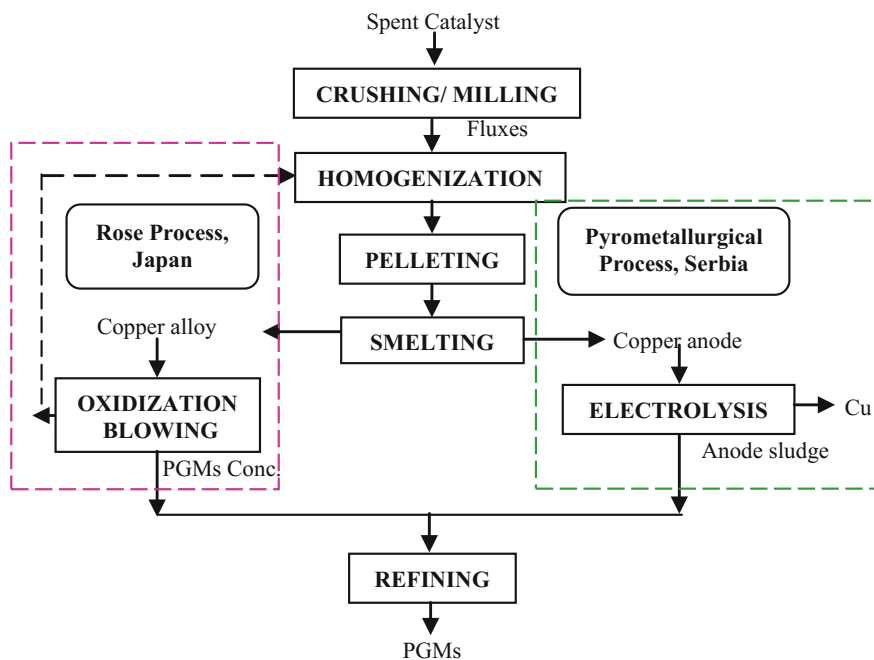 Spent Catalyst
CRUSHING/ MILLING
Fluxes
HOMOGENIZATION
Rose Process,
Japan
Pyrometallurgical
Process, Serbia
PELLETING
Copper alloy
SMELTING
Copper anode
OXIDIZATION
BLOWING
ELECTROLYSIS
Cu
PGMs Conc.
Anode sludge
REFINING
PGMs